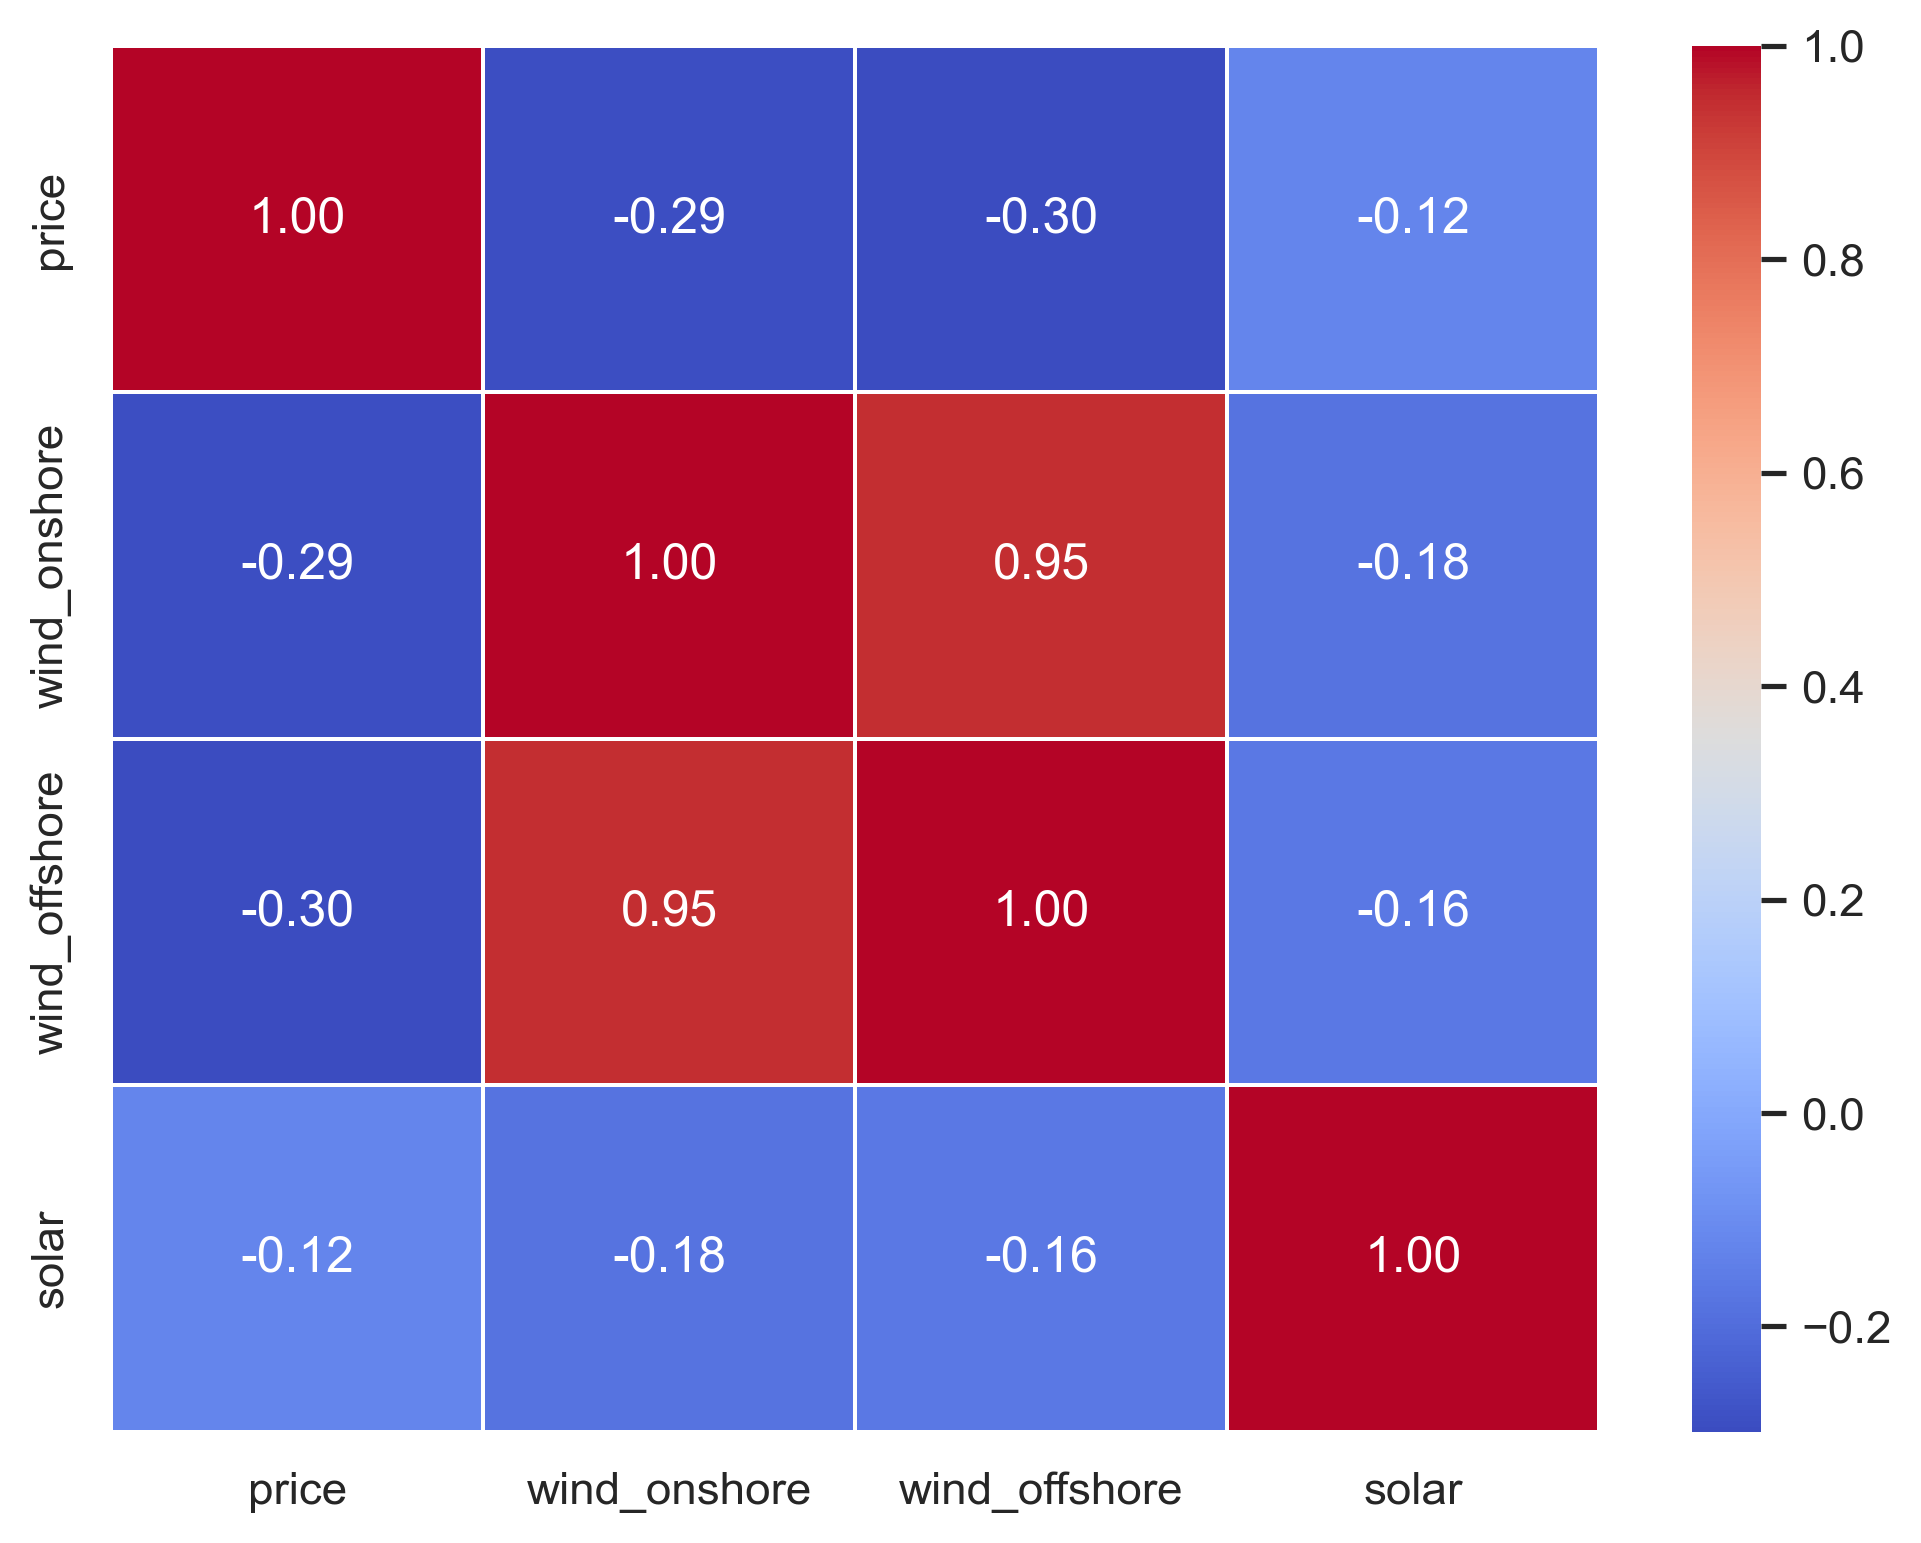 price 1.00 -0.29 -0.30 -0.12
wind_onshore -0.29 1.00 0.95 -0.18
wind_offshore -0.30 0.95 1.00 -0.16
solar -0.12 -0.18 -0.16 1.00
price wind_onshore wind_offshore solar
1.0
0.8
0.6
0.4
0.2
0.0
−0.2